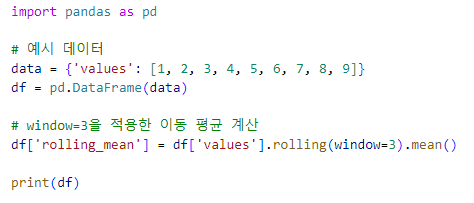 import pandas as pd
# 예시 데이터
data = {'values': [1, 2, 3, 4, 5, 6, 7, 8, 9]}
df = pd.DataFrame(data)
# window=3을 적용한 이동 평균 계산
df['rolling_mean'] = df['values'].rolling(window=3).mean()
print(df)